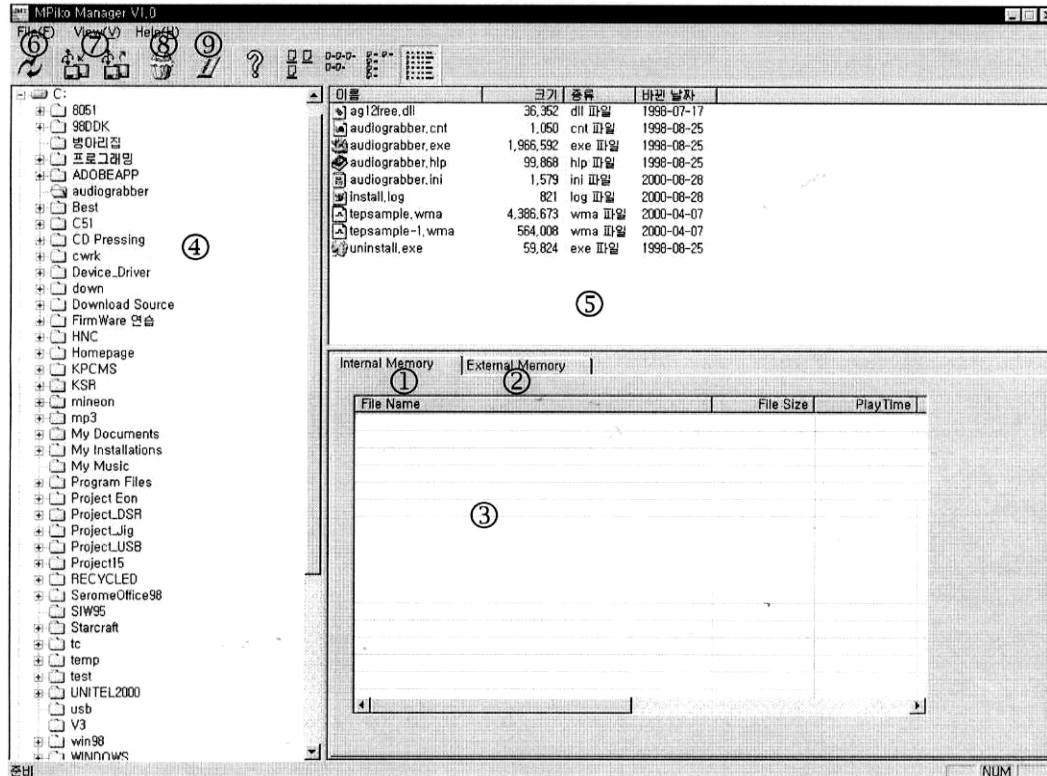 MPiko Manager V1.0
File(F) View(V) Help(H)
⑥ ⑦ ⑧ ⑨
C:
8051
98DDK
병아리집
프로그래밍
ADOBEAPP
audiograbber
Best
C51
CD Pressing
cwrk
Device_Driver
down
Download Source
FirmWare 연습
HNC
Homepage
KPCMS
KSR
mineon
mp3
My Documents
My Installations
My Music
Program Files
Project Eon
Project_DSR
Project_Jig
Project_USB
Project15
RECYCLED
SeromeOffice98
SIW95
Starcraft
tc
temp
test
UNITEL2000
usb
V3
win98
WINDOWS
④
이름 크기 종류 바뀐 날짜
ag12free.dll 36,352 dll 파일 1998-07-17
audiograbber.cnt 1,050 cnt 파일 1998-08-25
audiograbber.exe 1,966,592 exe 파일 1998-08-25
audiograbber.hlp 99,868 hlp 파일 1998-08-25
audiograbber.ini 1,579 ini 파일 2000-08-28
install.log 821 log 파일 2000-08-28
tepsample.wma 4,386,673 wma 파일 2000-04-07
tepsample-1.wma 564,008 wma 파일 2000-04-07
uninstall.exe 59,824 exe 파일 1998-08-25
⑤
Internal Memory External Memory
① ②
File Name File Size PlayTime
③
준비 NUM